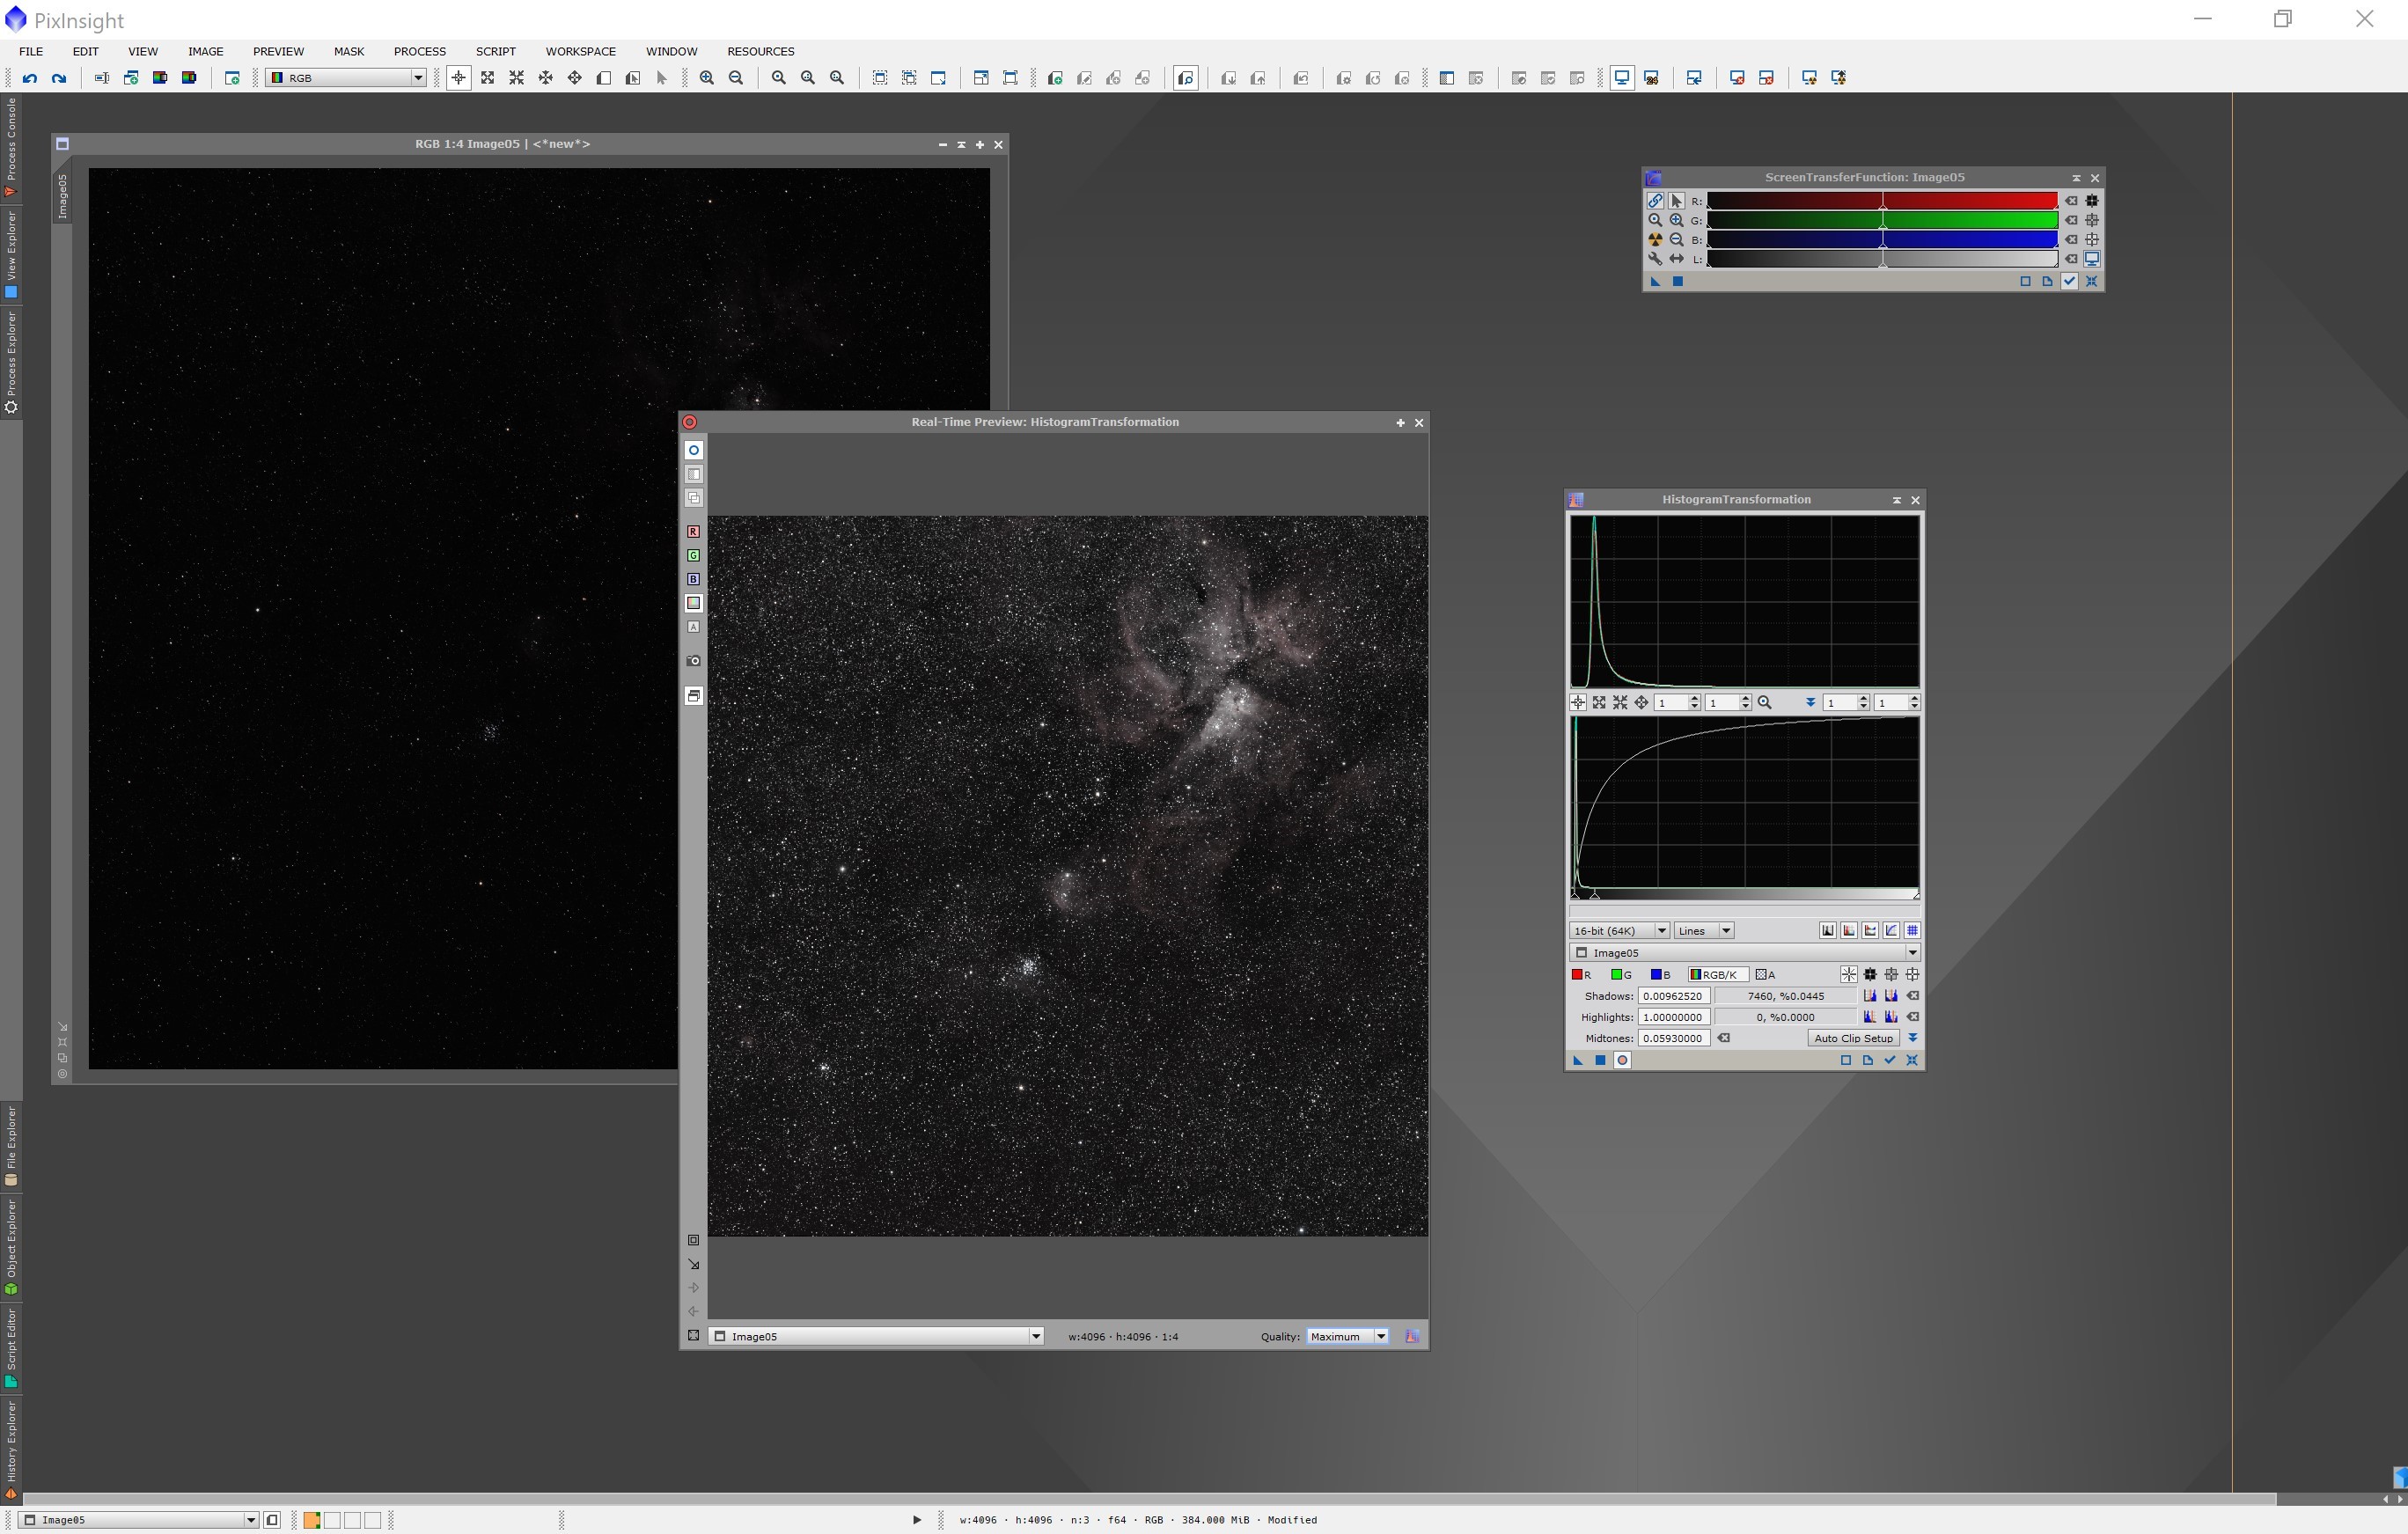 PixInsight
FILE EDIT VIEW IMAGE PREVIEW MASK PROCESS SCRIPT WORKSPACE WINDOW RESOURCES
RGB
Process Console
View Explorer
Process Explorer
File Explorer
Object Explorer
Script Editor
History Explorer
RGB 1:4 Image05 | <*new*>
Image05
ScreenTransferFunction: Image05
R:
G:
B:
L:
Real-Time Preview: HistogramTransformation
R
G
B
A
Image05 w:4096 · h:4096 · 1:4 Quality: Maximum
HistogramTransformation
1 1 1 1
16-bit (64K) Lines
Image05
R G B RGB/K A
Shadows: 0.00962520 7460, %0.0445
Highlights: 1.00000000 0, %0.0000
Midtones: 0.05930000 Auto Clip Setup
Image05 w:4096 · h:4096 · n:3 · f64 · RGB · 384.000 MiB · Modified